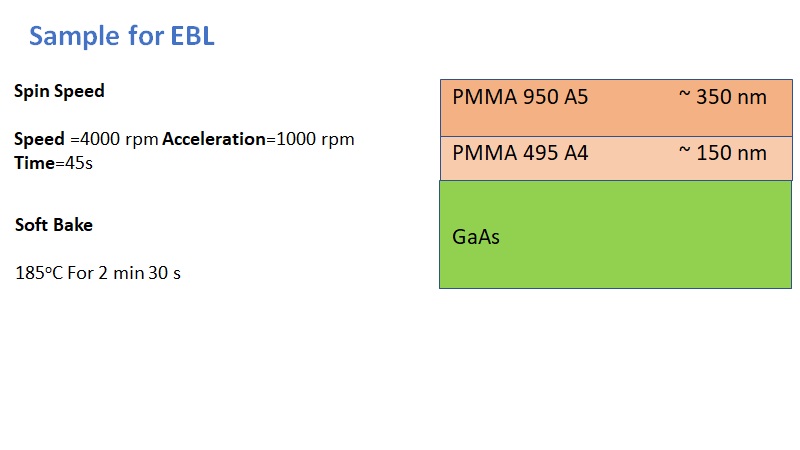 Sample for EBL
Spin Speed
Speed =4000 rpm Acceleration=1000 rpm
Time=45s
Soft Bake
185ºC For 2 min 30 s
PMMA 950 A5 ~ 350 nm
PMMA 495 A4 ~ 150 nm
GaAs